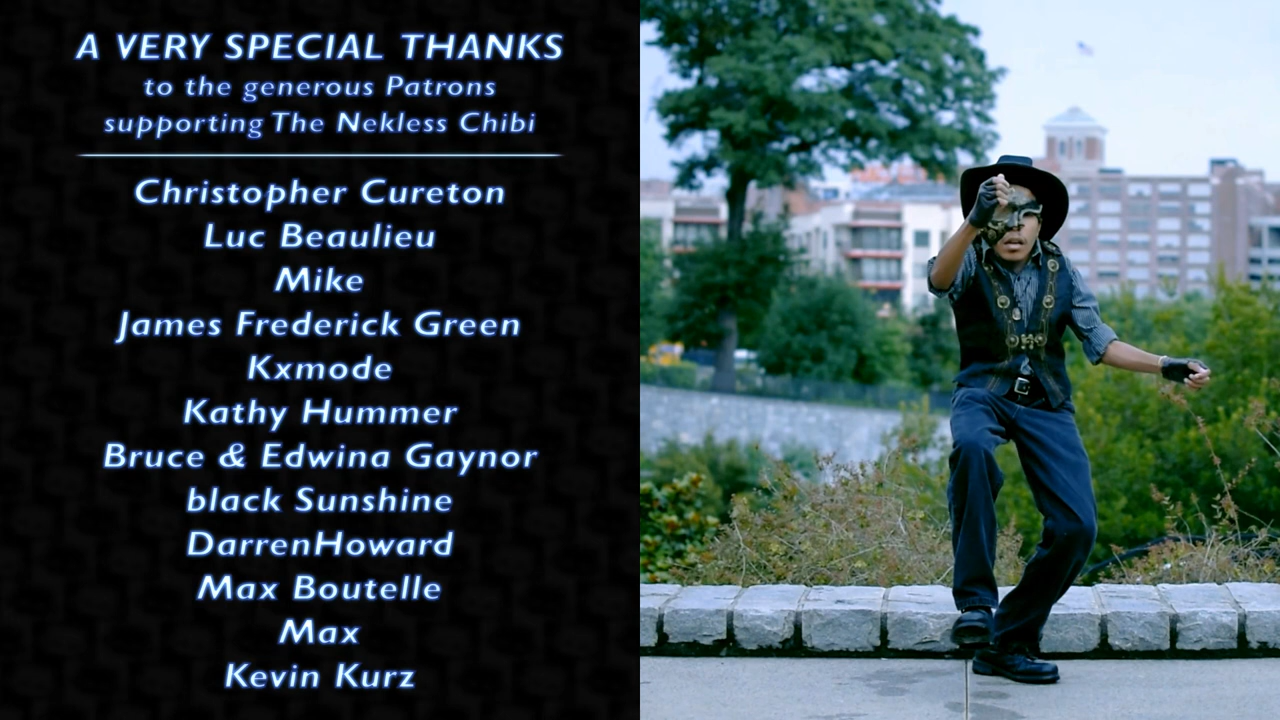 A VERY SPECIAL THANKS
to the generous Patrons
supporting The Nekless Chibi
Christopher Cureton
Luc Beaulieu
Mike
James Frederick Green
Kxmode
Kathy Hummer
Bruce & Edwina Gaynor
black Sunshine
DarrenHoward
Max Boutelle
Max
Kevin Kurz